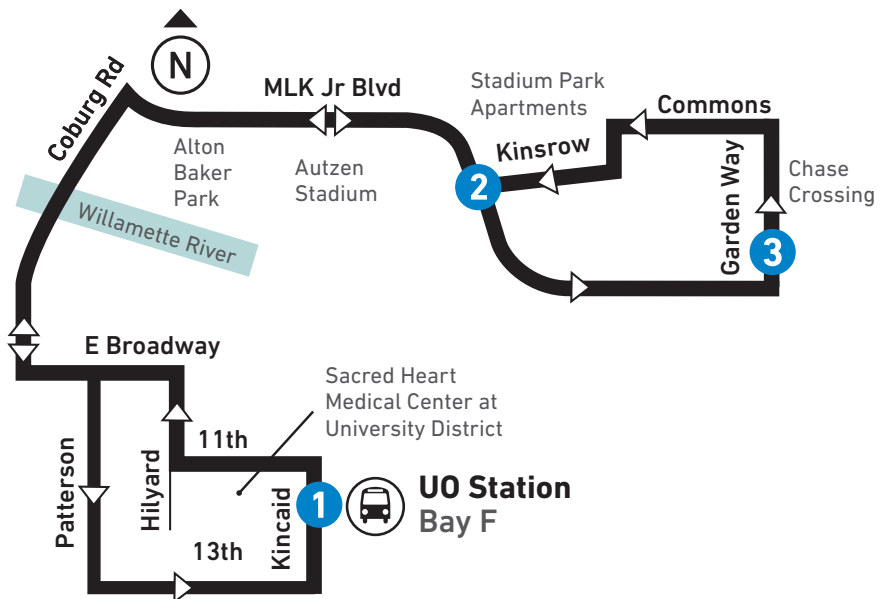 N
Coburg Rd
MLK Jr Blvd
Stadium Park
Apartments
Commons
Kinsrow
Alton
Baker
Park
Autzen
Stadium
2
Garden Way
Chase
Crossing
Willamette River
3
E Broadway
Sacred Heart
Medical Center at
University District
11th
Patterson
Hilyard
Kincaid
1
UO Station
Bay F
13th